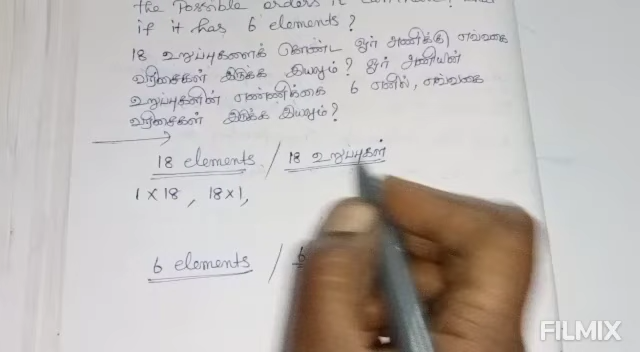 the Possible orders it can have? 
if it has 6 elements?
18 உறுப்புகளைக் கொண்ட ஓர் அணிக்கு எவ்வகை
வரிசைகள் இருக்க இயலும்? ஓர் அணியின்
உறுப்புகளின் எண்ணிக்கை 6 எனில், எவ்வகை
வரிசைகள் இருக்க இயலும்?
18 elements / 18 உறுப்புகள்
1 × 18 , 18 × 1,
6 elements / 6
FILMIX